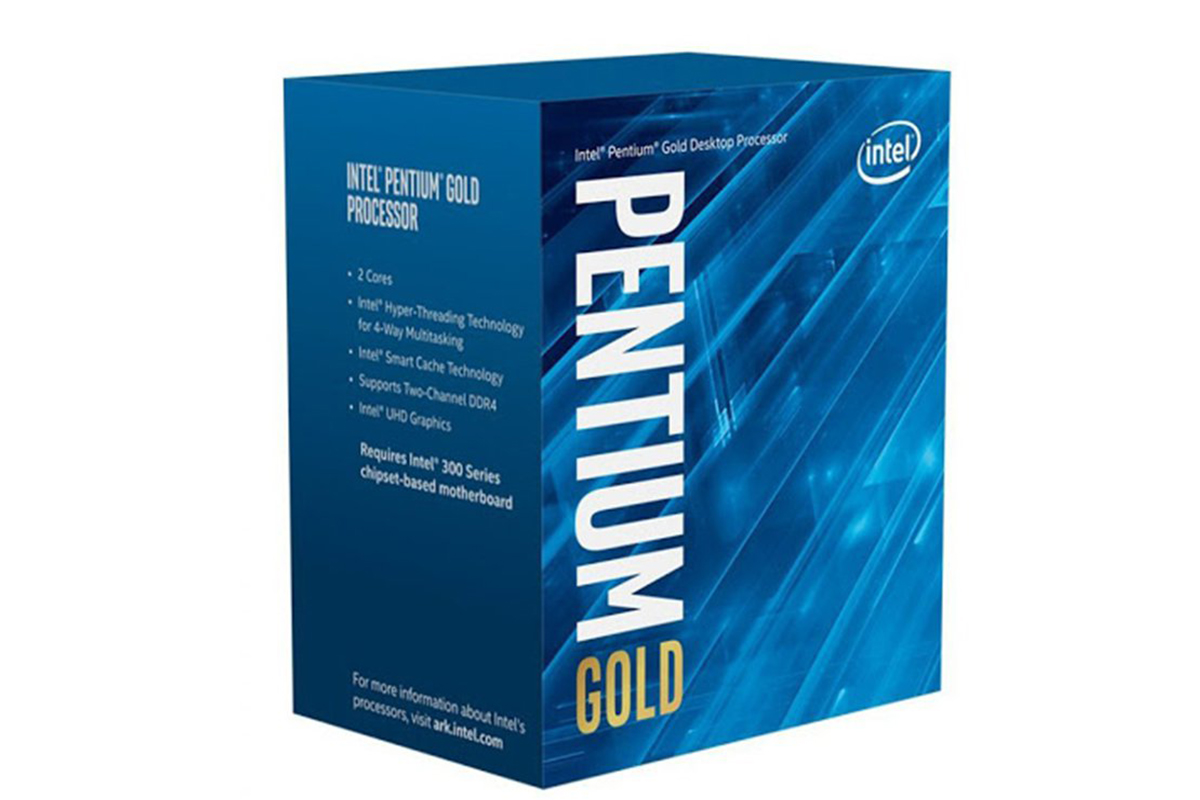 INTEL® PENTIUM® GOLD
PROCESSOR
• 2 Cores
• Intel® Hyper-Threading Technology
for 4-Way Multitasking
• Intel® Smart Cache Technology
• Supports Two-Channel DDR4
• Intel® UHD Graphics
Requires Intel® 300 Series
chipset-based motherboard
For more information about Intel's
processors, visit ark.intel.com
Intel® Pentium® Gold Desktop Processor
intel®
PENTIUM
GOLD